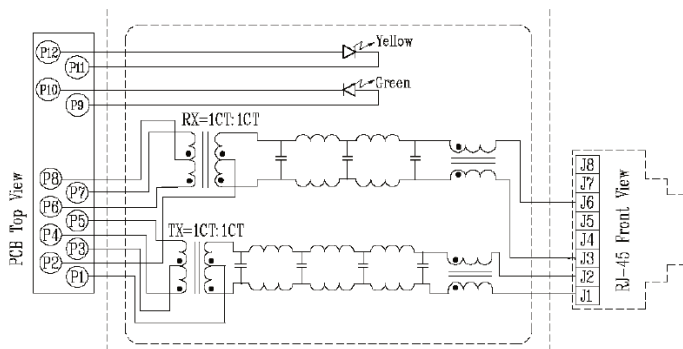 P12
Yellow
P11
P10
Green
P9
RX=1CT:1CT
P8
P7
P6
P5
TX=1CT:1CT
P4
P3
P2
P1
PCB Top View
J8
J7
J6
J5
J4
J3
J2
J1
RJ-45 Front View